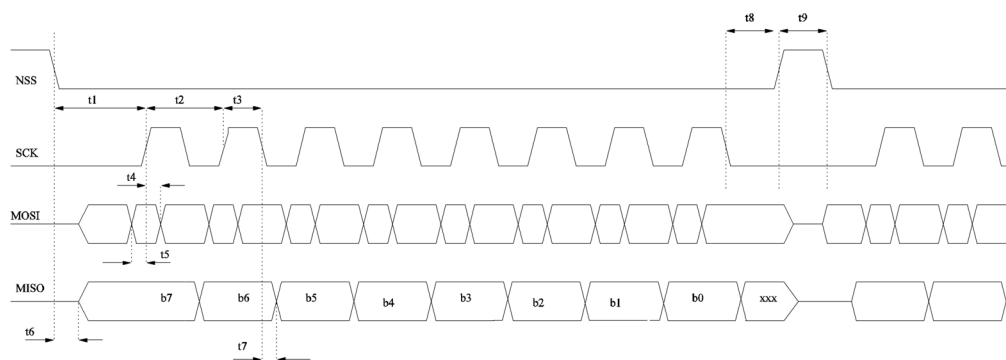 t8 t9
NSS
t1 t2 t3
SCK
t4
MOSI
t5
MISO b7 b6 b5 b4 b3 b2 b1 b0 xxx
t6
t7